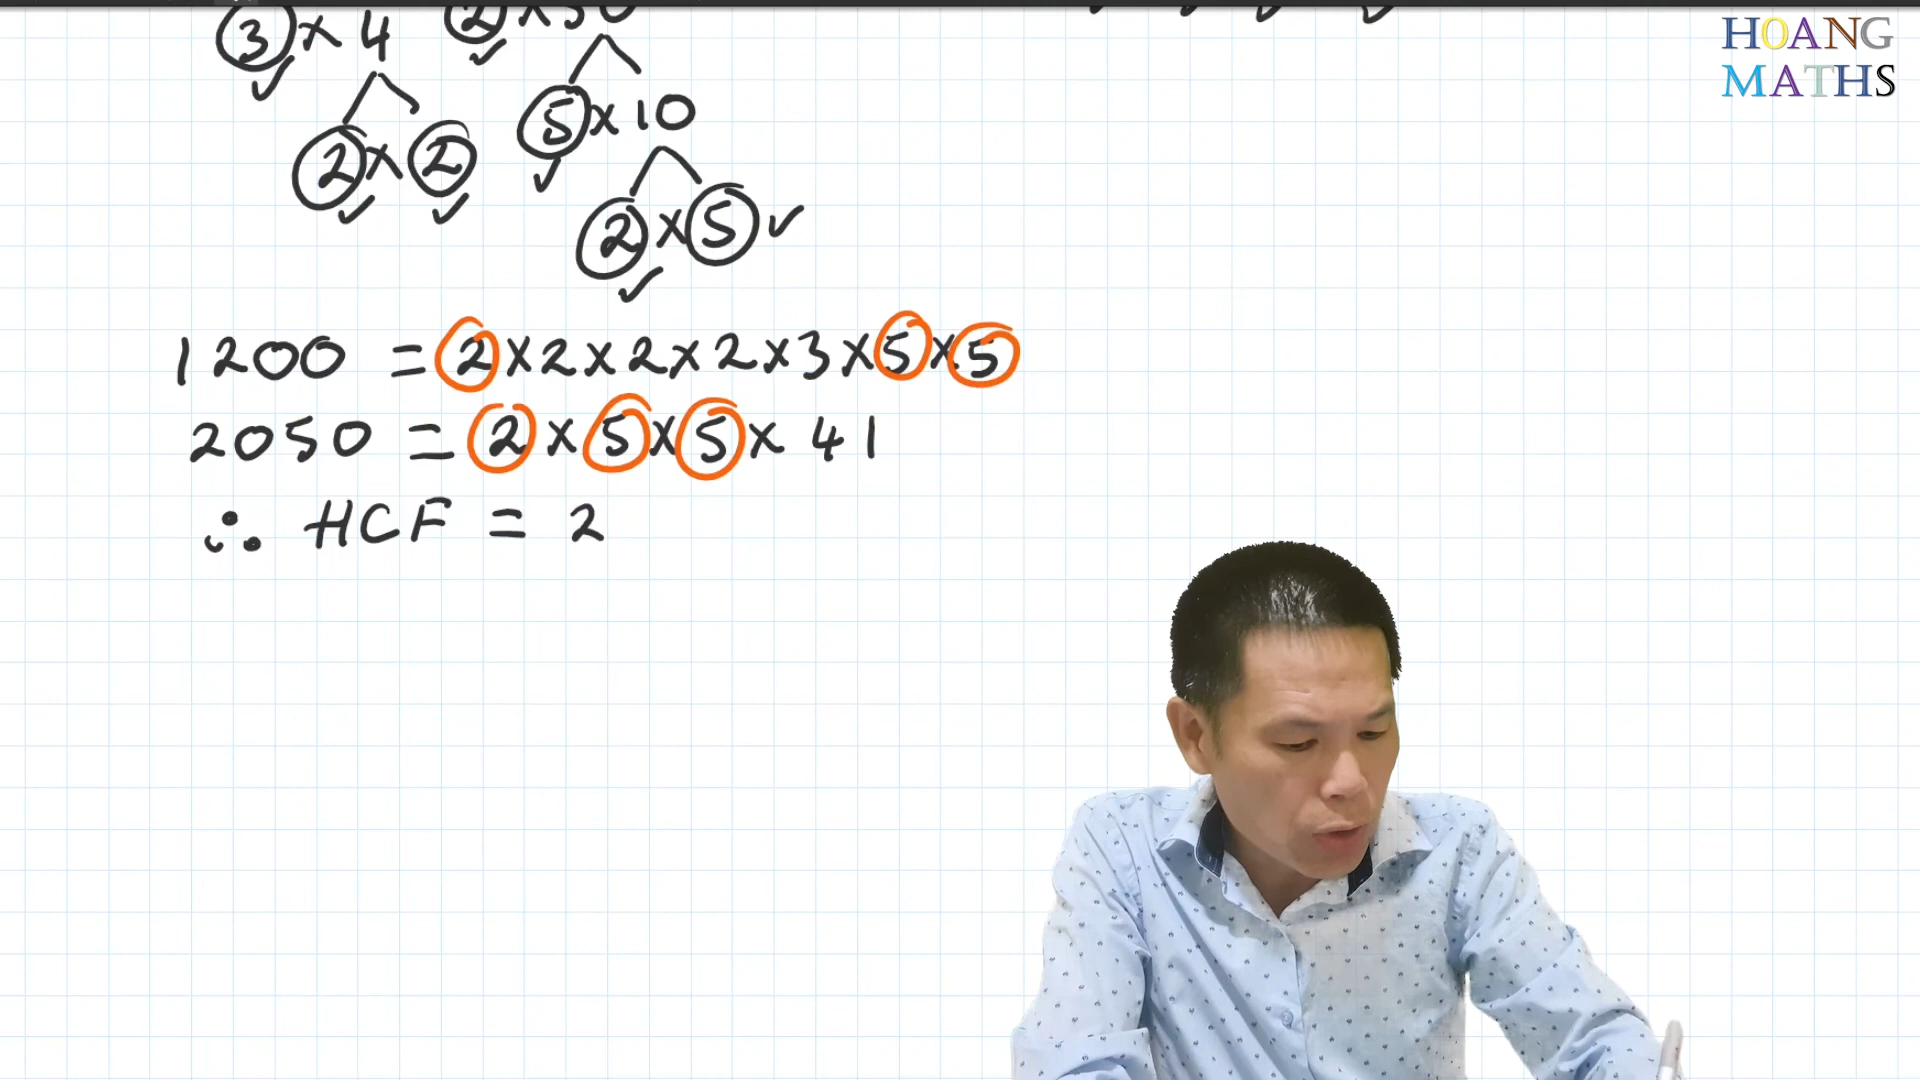 3 × 4 2 × 50
5 × 10
2 × 2
2 × 5
1200 = 2×2×2×2×3×5×5
2050 = 2×5×5×41
∴ HCF = 2
HOANG
MATHS